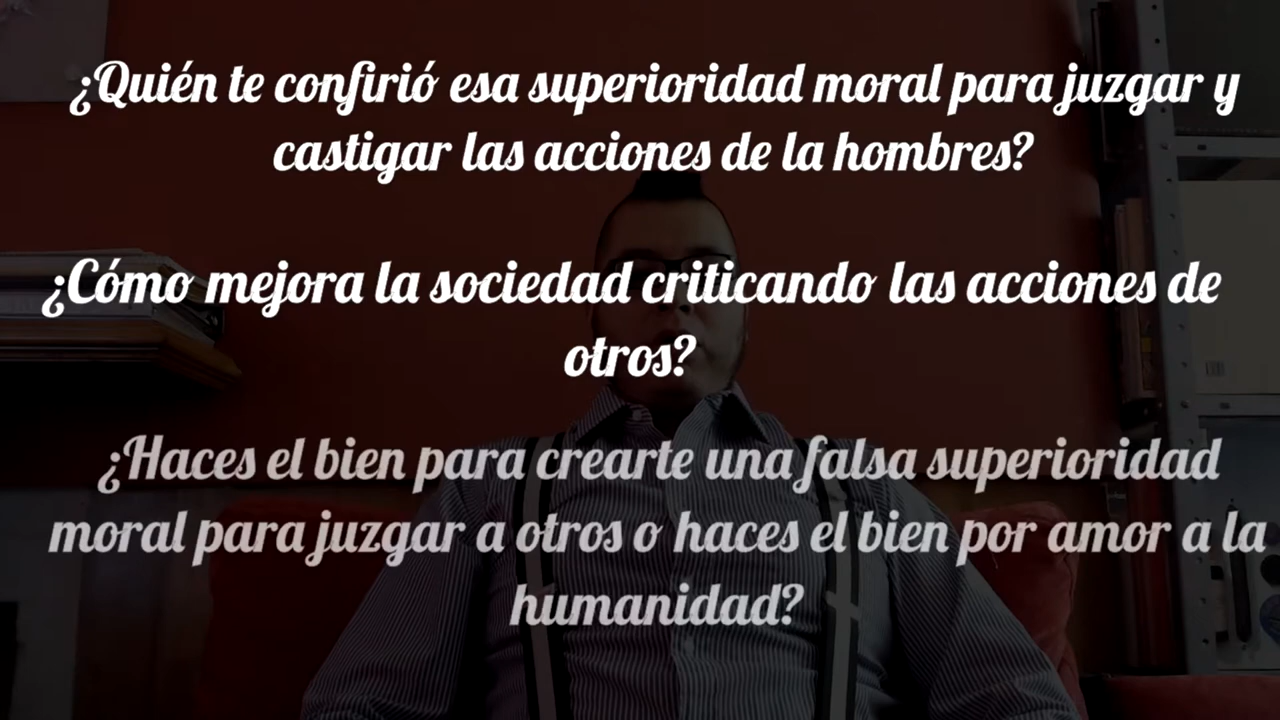 ¿Quién te confirió esa superioridad moral para juzgar y
castigar las acciones de la hombres?
¿Cómo mejora la sociedad criticando las acciones de
otros?
¿Haces el bien para crearte una falsa superioridad
moral para juzgar a otros o haces el bien por amor a la
humanidad?